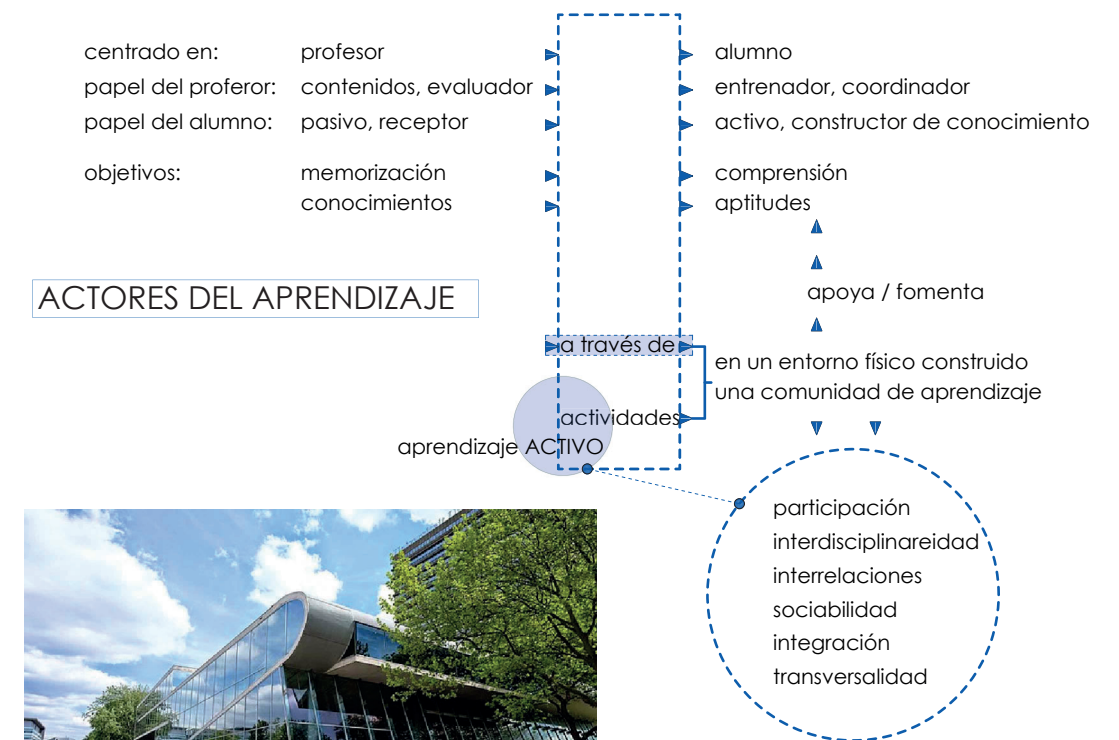 centrado en: profesor alumno
papel del proferor: contenidos, evaluador entrenador, coordinador
papel del alumno: pasivo, receptor activo, constructor de conocimiento
objetivos: memorización comprensión
conocimientos aptitudes
ACTORES DEL APRENDIZAJE
apoya / fomenta
a través de
en un entorno físico construido
una comunidad de aprendizaje
actividades
aprendizaje ACTIVO
participación
interdisciplinareidad
interrelaciones
sociabilidad
integración
transversalidad